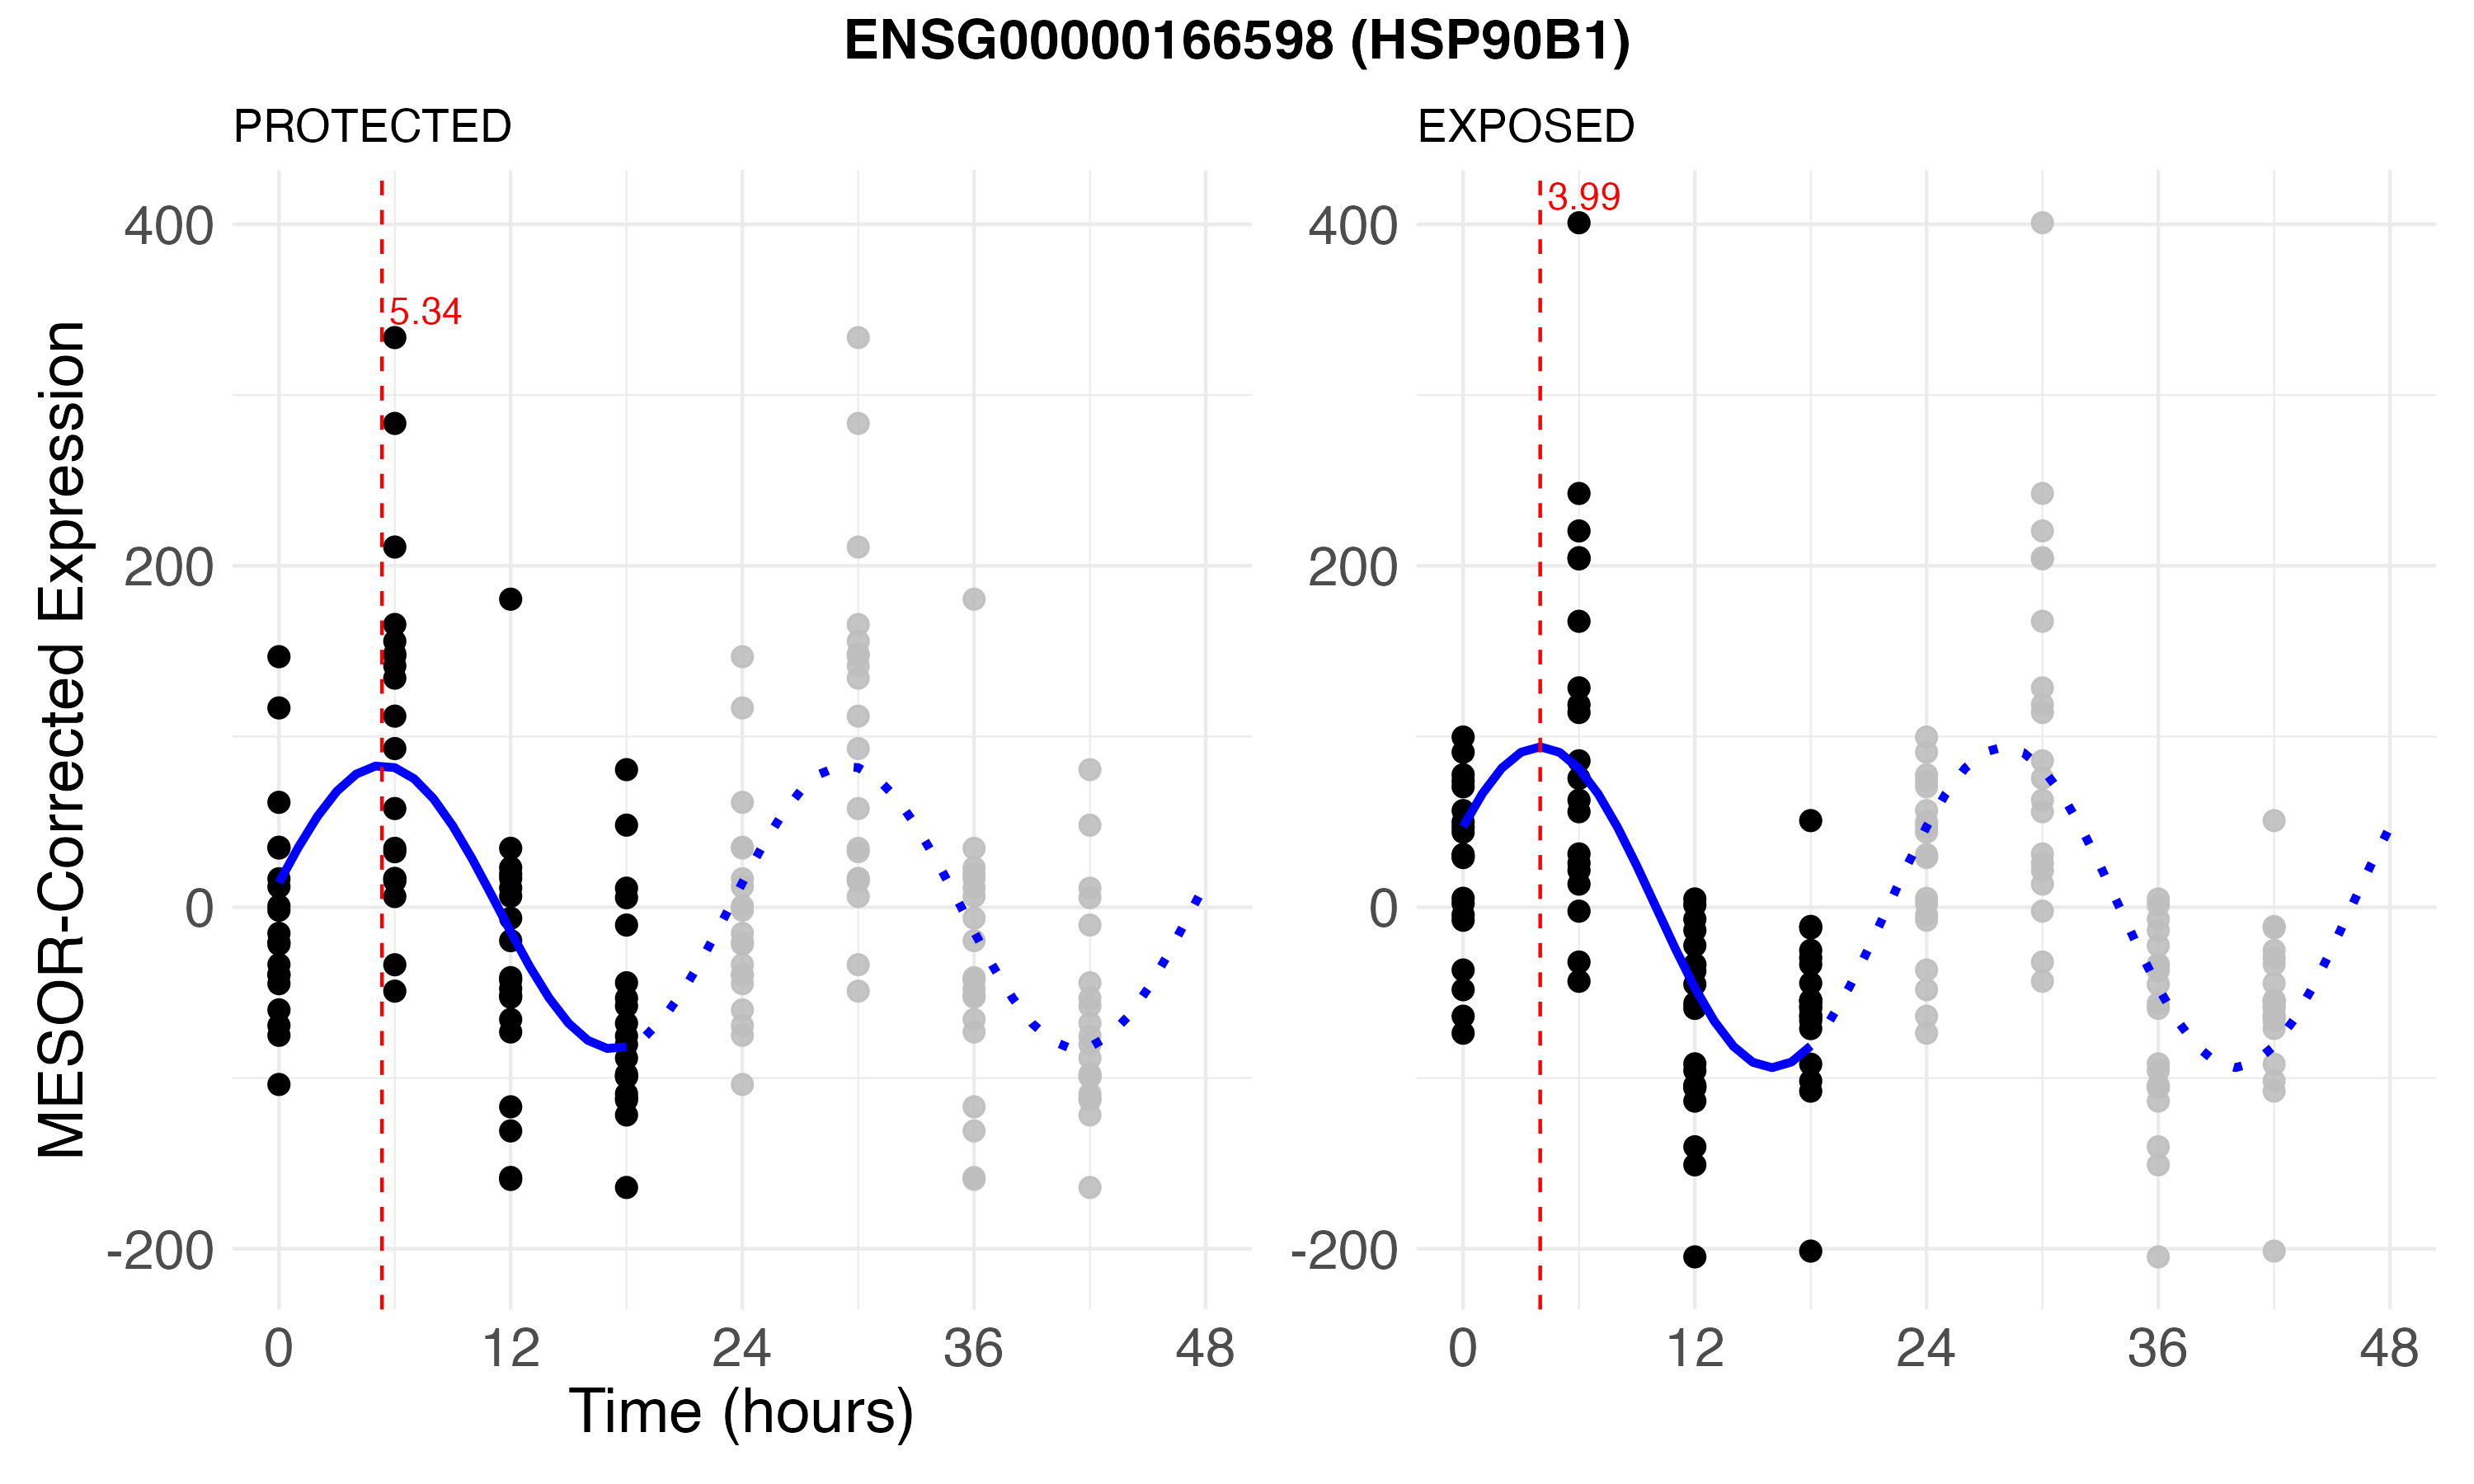 ENSG00000166598 (HSP90B1)
PROTECTED
EXPOSED
MESOR-Corrected Expression
400
200
0
-200
5.34
0 12 24 36 48
Time (hours)
400
200
0
-200
3.99
0 12 24 36 48